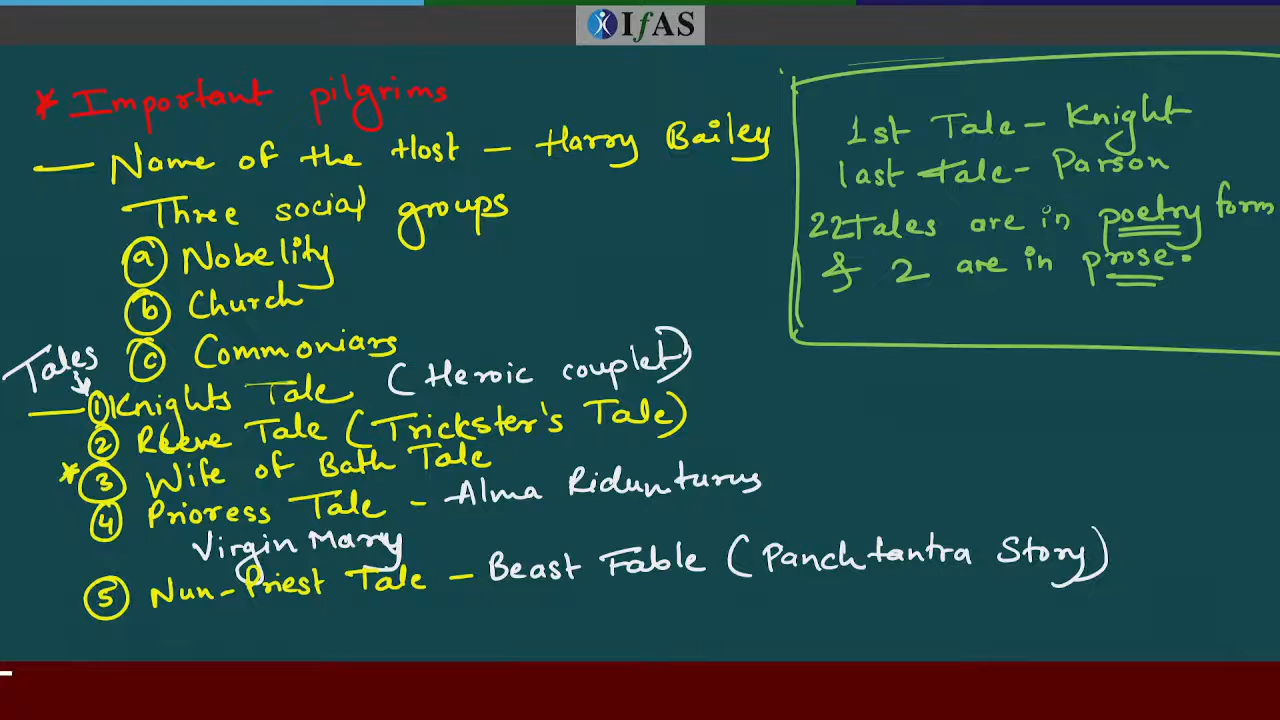 IfAS
* Important pilgrims
— Name of the Host - Harry Bailey
Three social groups
(a) Nobelity
(b) Church
(c) Commoniars
Tales
— (1) Knights Tale (Heroic couplet)
(2) Reeve Tale (Trickster's Tale)
* (3) Wife of Bath Tale
(4) Prioress Tale - Alma Ridumturus
Virgin Mary
(5) Nun-Priest Tale - Beast Fable (Panchtantra Story)
1st Tale - Knight
last Tale - Parson
22 Tales are in poetry form
& 2 are in prose.